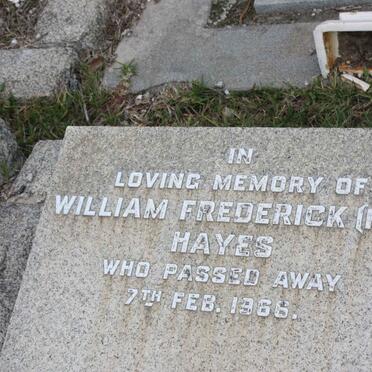 IN
LOVING MEMORY OF
WILLIAM FREDERICK
HAYES
WHO PASSED AWAY
7TH FEB. 1966.